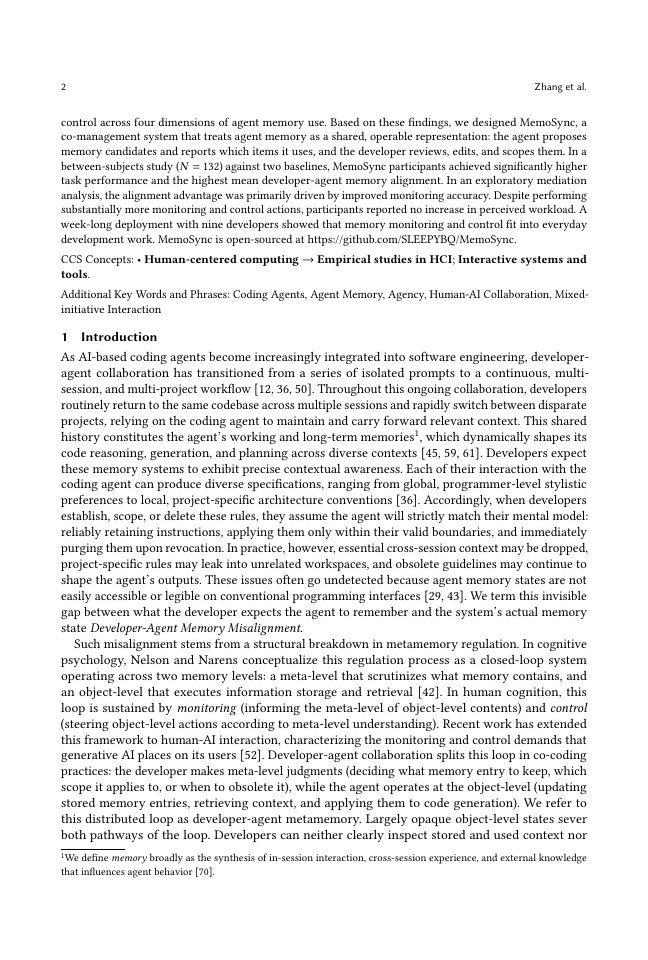 2
Zhang et al.
control across four dimensions of agent memory use. Based on these findings, we designed MemoSync, a
co-management system that treats agent memory as a shared, operable representation: the agent proposes
memory candidates and reports which items it uses, and the developer reviews, edits, and scopes them. In a
between-subjects study (N = 132) against two baselines, MemoSync participants achieved significantly higher
task performance and the highest mean developer-agent memory alignment. In an exploratory mediation
analysis, the alignment advantage was primarily driven by improved monitoring accuracy. Despite performing
substantially more monitoring and control actions, participants reported no increase in perceived workload. A
week-long deployment with nine developers showed that memory monitoring and control fit into everyday
development work. MemoSync is open-sourced at https://github.com/SLEEPYBQ/MemoSync.
CCS Concepts: • Human-centered computing → Empirical studies in HCI; Interactive systems and
tools.
Additional Key Words and Phrases: Coding Agents, Agent Memory, Agency, Human-AI Collaboration, Mixed-
initiative Interaction
1 Introduction
As AI-based coding agents become increasingly integrated into software engineering, developer-
agent collaboration has transitioned from a series of isolated prompts to a continuous, multi-
session, and multi-project workflow [12, 36, 50]. Throughout this ongoing collaboration, developers
routinely return to the same codebase across multiple sessions and rapidly switch between disparate
projects, relying on the coding agent to maintain and carry forward relevant context. This shared
history constitutes the agent's working and long-term memories¹, which dynamically shapes its
code reasoning, generation, and planning across diverse contexts [45, 59, 61]. Developers expect
these memory systems to exhibit precise contextual awareness. Each of their interaction with the
coding agent can produce diverse specifications, ranging from global, programmer-level stylistic
preferences to local, project-specific architecture conventions [36]. Accordingly, when developers
establish, scope, or delete these rules, they assume the agent will strictly match their mental model:
reliably retaining instructions, applying them only within their valid boundaries, and immediately
purging them upon revocation. In practice, however, essential cross-session context may be dropped,
project-specific rules may leak into unrelated workspaces, and obsolete guidelines may continue to
shape the agent's outputs. These issues often go undetected because agent memory states are not
easily accessible or legible on conventional programming interfaces [29, 43]. We term this invisible
gap between what the developer expects the agent to remember and the system's actual memory
state Developer-Agent Memory Misalignment.
Such misalignment stems from a structural breakdown in metamemory regulation. In cognitive
psychology, Nelson and Narens conceptualize this regulation process as a closed-loop system
operating across two memory levels: a meta-level that scrutinizes what memory contains, and
an object-level that executes information storage and retrieval [42]. In human cognition, this
loop is sustained by monitoring (informing the meta-level of object-level contents) and control
(steering object-level actions according to meta-level understanding). Recent work has extended
this framework to human-AI interaction, characterizing the monitoring and control demands that
generative AI places on its users [52]. Developer-agent collaboration splits this loop in co-coding
practices: the developer makes meta-level judgments (deciding what memory entry to keep, which
scope it applies to, or when to obsolete it), while the agent operates at the object-level (updating
stored memory entries, retrieving context, and applying them to code generation). We refer to
this distributed loop as developer-agent metamemory. Largely opaque object-level states sever
both pathways of the loop. Developers can neither clearly inspect stored and used context nor
¹We define memory broadly as the synthesis of in-session interaction, cross-session experience, and external knowledge
that influences agent behavior [70].